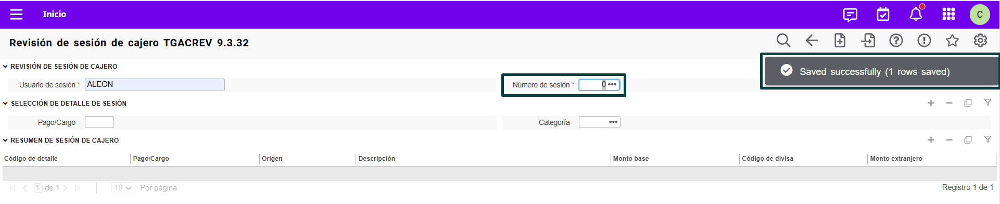 Inicio
C
Revisión de sesión de cajero TGACREV 9.3.32
REVISIÓN DE SESIÓN DE CAJERO
Saved successfully (1 rows saved)
Usuario de sesión * ALEON Número de sesión * 0
SELECCIÓN DE DETALLE DE SESIÓN
Pago/Cargo Categoría
RESUMEN DE SESIÓN DE CAJERO
Código de detalle Pago/Cargo Origen Descripción Monto base Código de divisa Monto extranjero
1 de 1 10 Por página Registro 1 de 1